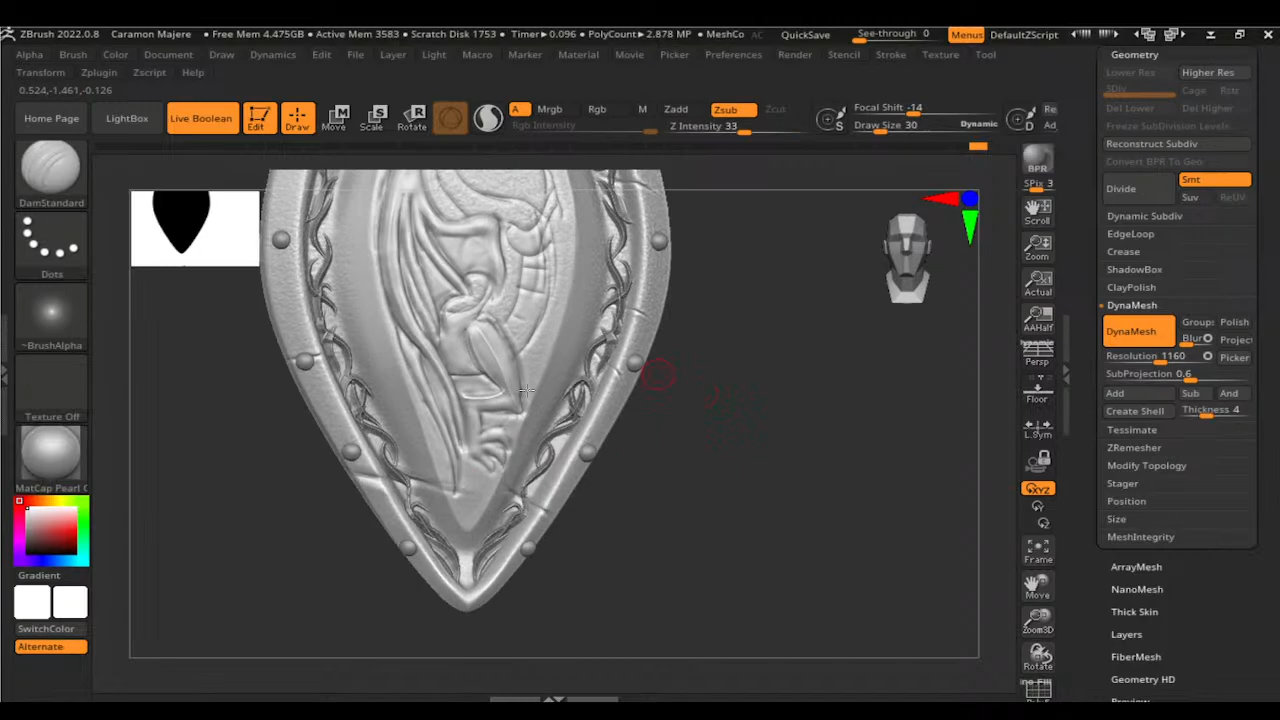 ZBrush 2022.0.8 Caramon Majere • Free Mem 4.475GB • Active Mem 3583 • Scratch Disk 1753 • Timer▸0.096 • PolyCount▸2.878 MP • MeshCo AC QuickSave See-through 0 Menus DefaultZScript
Alpha Brush Color Document Draw Dynamics Edit File Layer Light Macro Marker Material Movie Picker Preferences Render Stencil Stroke Texture Tool
Transform Zplugin Zscript Help
0.524,-1.461,-0.126
Home Page LightBox Live Boolean Edit Draw Move Scale Rotate A Mrgb Rgb M Zadd Zsub Zcut Focal Shift -14 Re
Rgb Intensity Z Intensity 33 S Draw Size 30 Dynamic D Ad
DamStandard
Dots
~BrushAlpha
Texture Off
MatCap Pearl C
Gradient
SwitchColor
Alternate
BPR
SPix 3
Scroll
Zoom
Actual
AAHalf
Dynamic
Persp
Floor
L.Sym
XYZ
Y
Z
Frame
Move
Zoom3D
Rotate
Geometry
Lower Res Higher Res
SDiv Cage Rstr
Del Lower Del Higher
Freeze SubDivision Levels
Reconstruct Subdiv
Convert BPR To Geo
Divide Smt
Suv ReUV
Dynamic Subdiv
EdgeLoop
Crease
ShadowBox
ClayPolish
DynaMesh
DynaMesh Group Polish
Blur Project
Resolution 1160 Picker
SubProjection 0.6
Add Sub And
Create Shell Thickness 4
Tessimate
ZRemesher
Modify Topology
Stager
Position
Size
MeshIntegrity
ArrayMesh
NanoMesh
Thick Skin
Layers
FiberMesh
Geometry HD
Preview